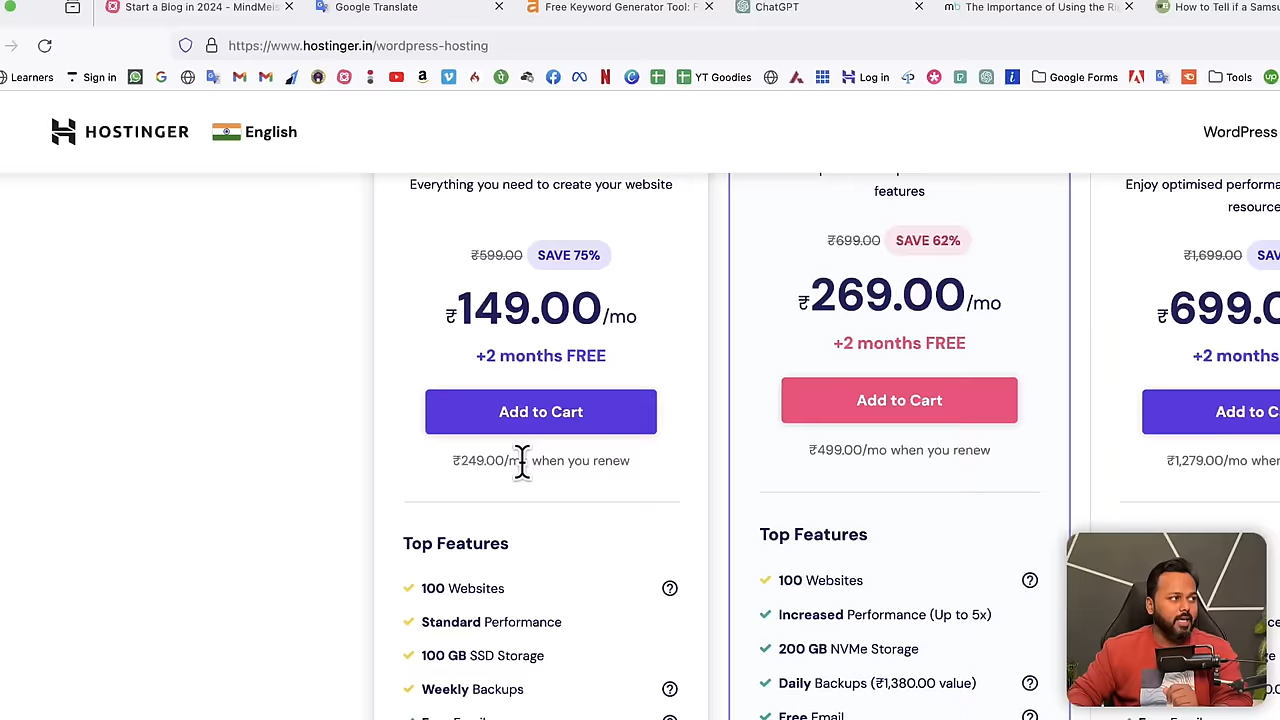 Start a Blog in 2024 - MindMeis
Google Translate
Free Keyword Generator Tool: F
ChatGPT
The Importance of Using the Ri
How to Tell if a Samsu
https://www.hostinger.in/wordpress-hosting
Learners
Sign in
YT Goodies
Log in
Google Forms
Tools
HOSTINGER
English
WordPress
Everything you need to create your website
₹599.00 SAVE 75%
₹149.00/mo
+2 months FREE
Add to Cart
₹249.00/mo when you renew
Top Features
100 Websites
Standard Performance
100 GB SSD Storage
Weekly Backups
features
₹699.00 SAVE 62%
₹269.00/mo
+2 months FREE
Add to Cart
₹499.00/mo when you renew
Top Features
100 Websites
Increased Performance (Up to 5x)
200 GB NVMe Storage
Daily Backups (₹1,380.00 value)
Free Email
Enjoy optimised performa
resource
₹1,699.00 SAV
₹699.0
+2 months
Add to C
₹1,279.00/mo when